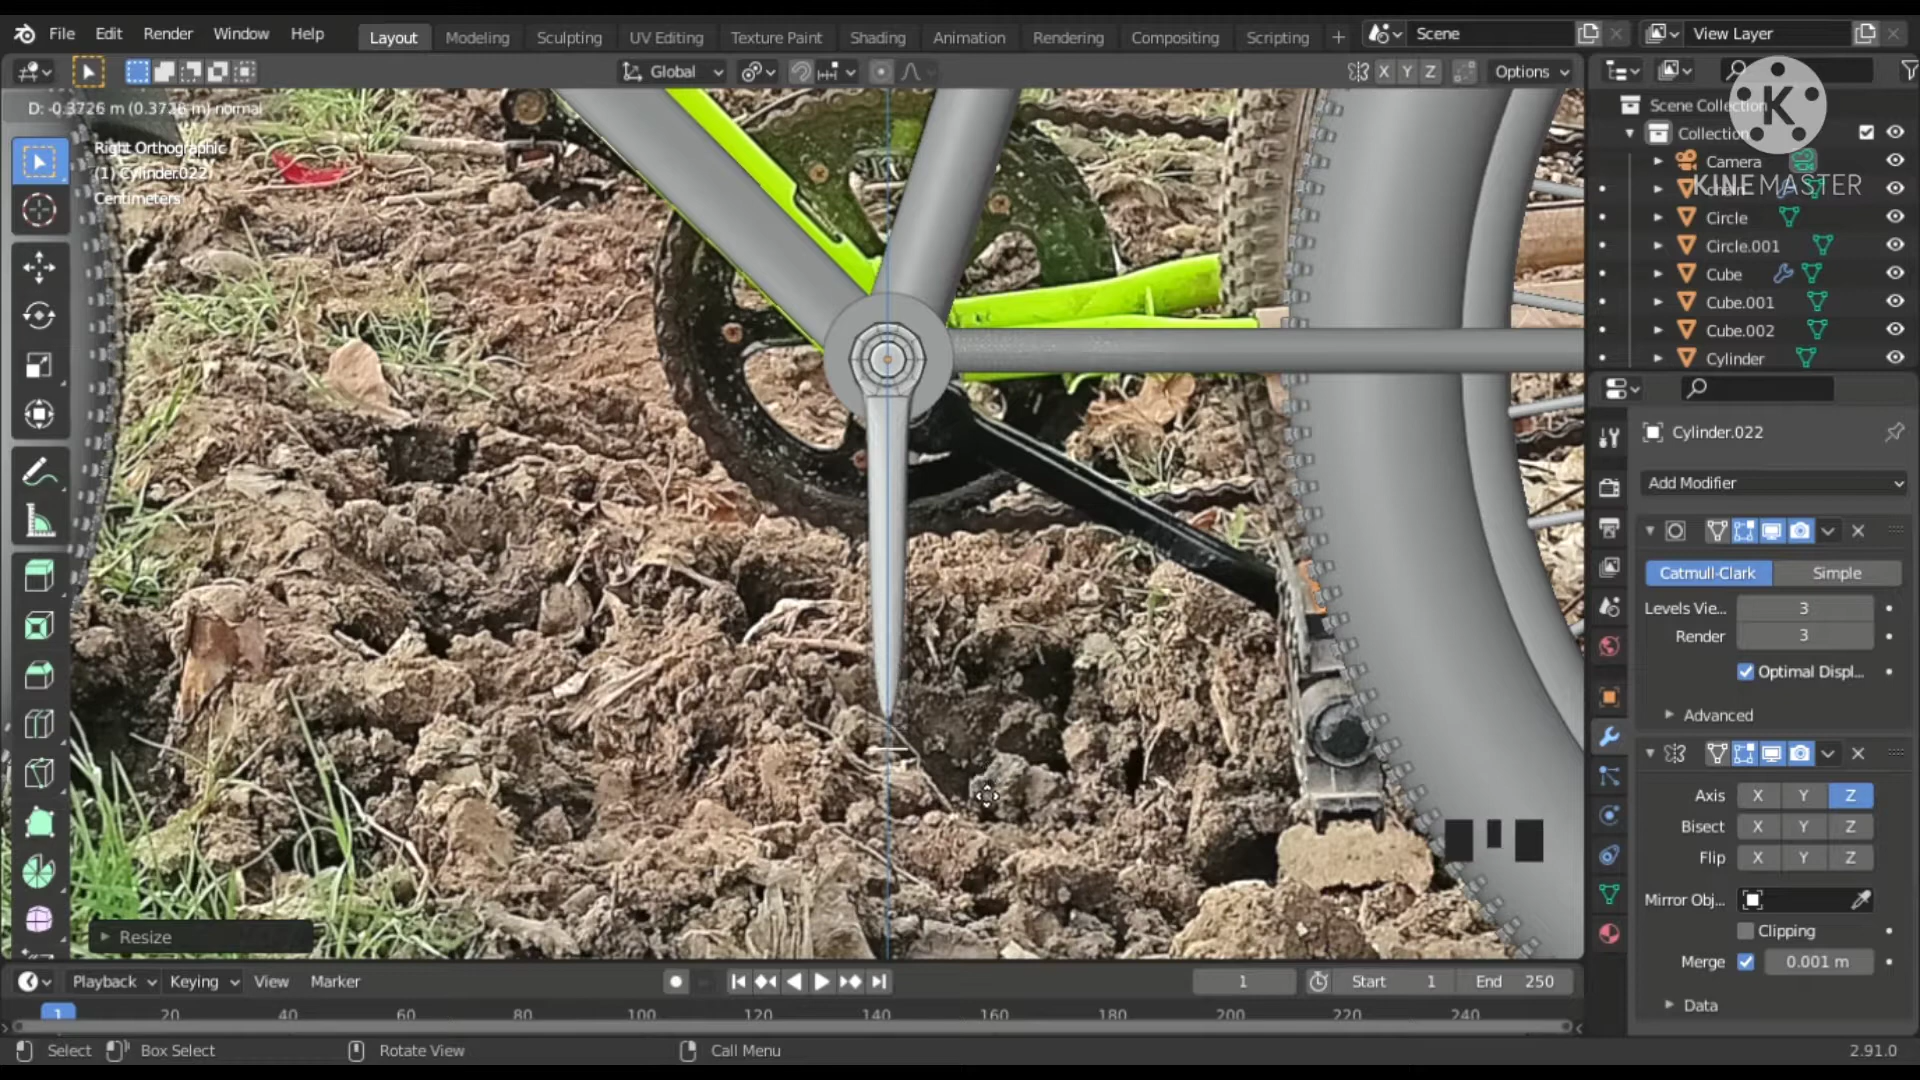 File Edit Render Window Help Layout Modeling Sculpting UV Editing Texture Paint Shading Animation Rendering Compositing Scripting + Scene View Layer
Global X Y Z Options
D: -0.3726 m (0.3726 m) normal
Right Orthographic
(1) Cylinder.022
Centimeters
Scene Collection
Collection
Camera
KINEMASTER
K
Circle
Circle.001
Cube
Cube.001
Cube.002
Cylinder
Cylinder.022
Add Modifier
Catmull-Clark Simple
Levels Vie... 3
Render 3
Optimal Displ...
Advanced
Axis X Y Z
Bisect X Y Z
Flip X Y Z
Mirror Obj...
Clipping
Merge 0.001 m
Data
Resize
Playback Keying View Marker 1 Start 1 End 250
1 20 40 60 80 100 120 140 160 180 200 220 240
Select Box Select Rotate View Call Menu 2.91.0